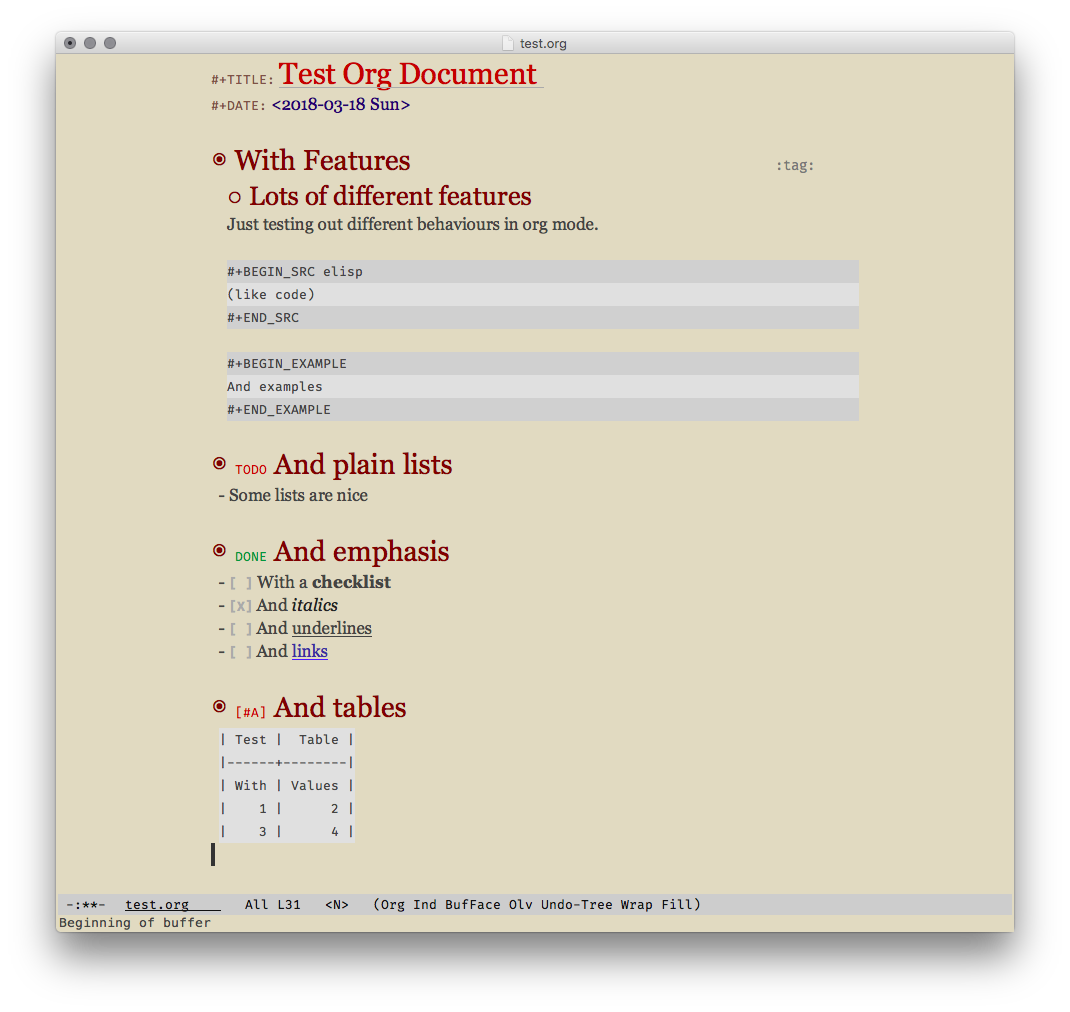 test.org
#+TITLE: Test Org Document
#+DATE: <2018-03-18 Sun>
With Features :tag:
Lots of different features
Just testing out different behaviours in org mode.
#+BEGIN_SRC elisp
(like code)
#+END_SRC
#+BEGIN_EXAMPLE
And examples
#+END_EXAMPLE
TODO And plain lists
- Some lists are nice
DONE And emphasis
- [ ] With a checklist
- [X] And italics
- [ ] And underlines
- [ ] And links
[#A] And tables
| Test |  Table |
|------+--------|
| With | Values |
|    1 |      2 |
|    3 |      4 |
-:**-  test.org  All L31  <N>  (Org Ind BufFace Olv Undo-Tree Wrap Fill)
Beginning of buffer